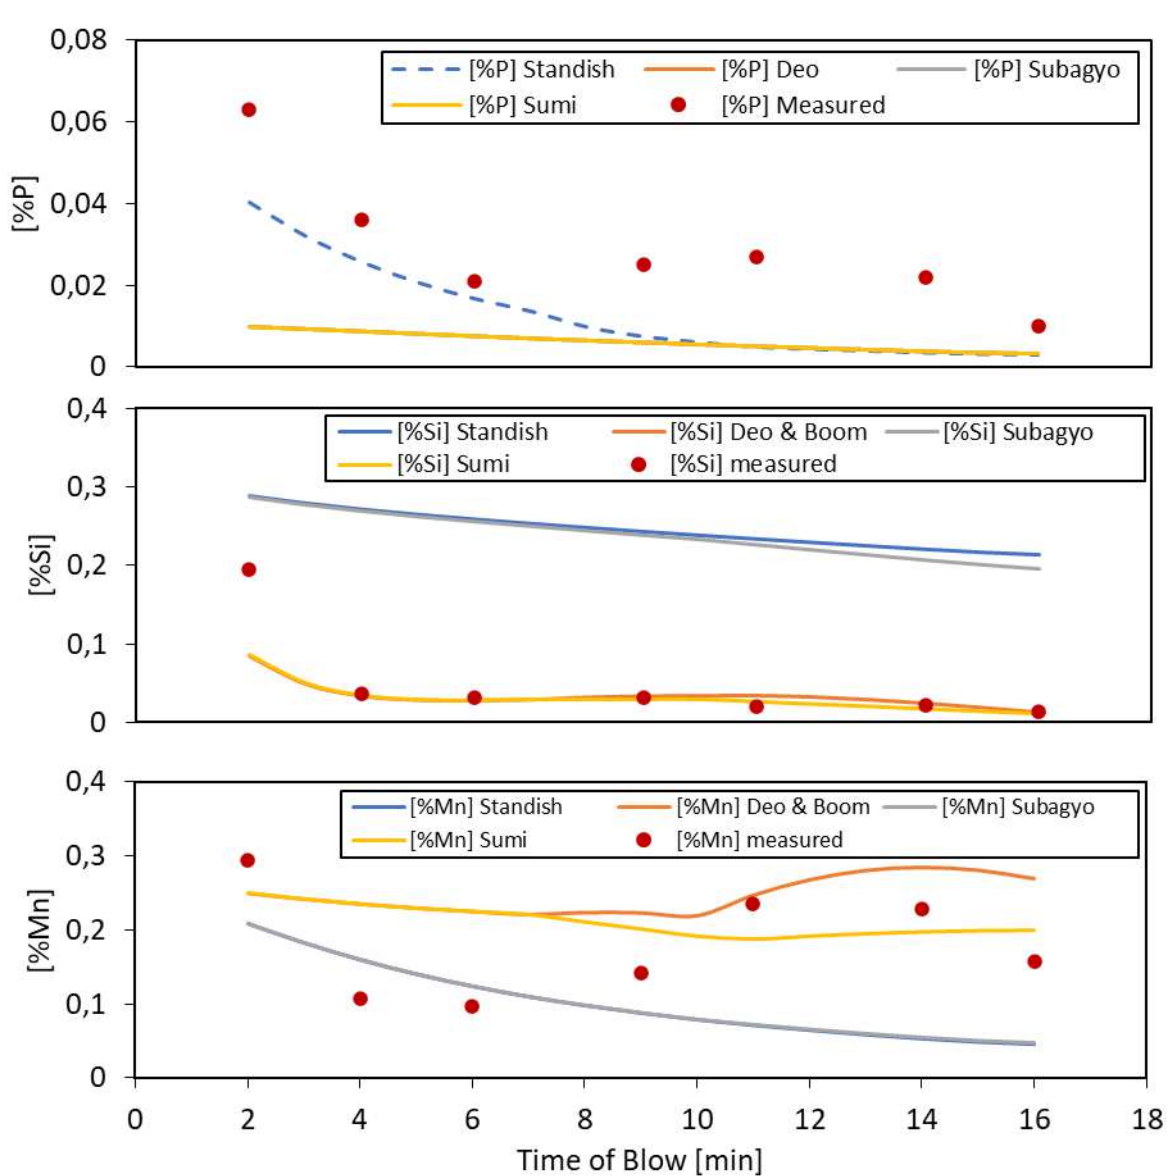 0,08
[%P] Standish [%P] Deo [%P] Subagyo
[%P] Sumi [%P] Measured
0,06
0,04
0,02
0
[%P]
0,4
[%Si] Standish [%Si] Deo & Boom [%Si] Subagyo
[%Si] Sumi [%Si] measured
0,3
0,2
0,1
0
[%Si]
0,4
[%Mn] Standish [%Mn] Deo & Boom [%Mn] Subagyo
[%Mn] Sumi [%Mn] measured
0,3
0,2
0,1
0
[%Mn]
0 2 4 6 8 10 12 14 16 18
Time of Blow [min]